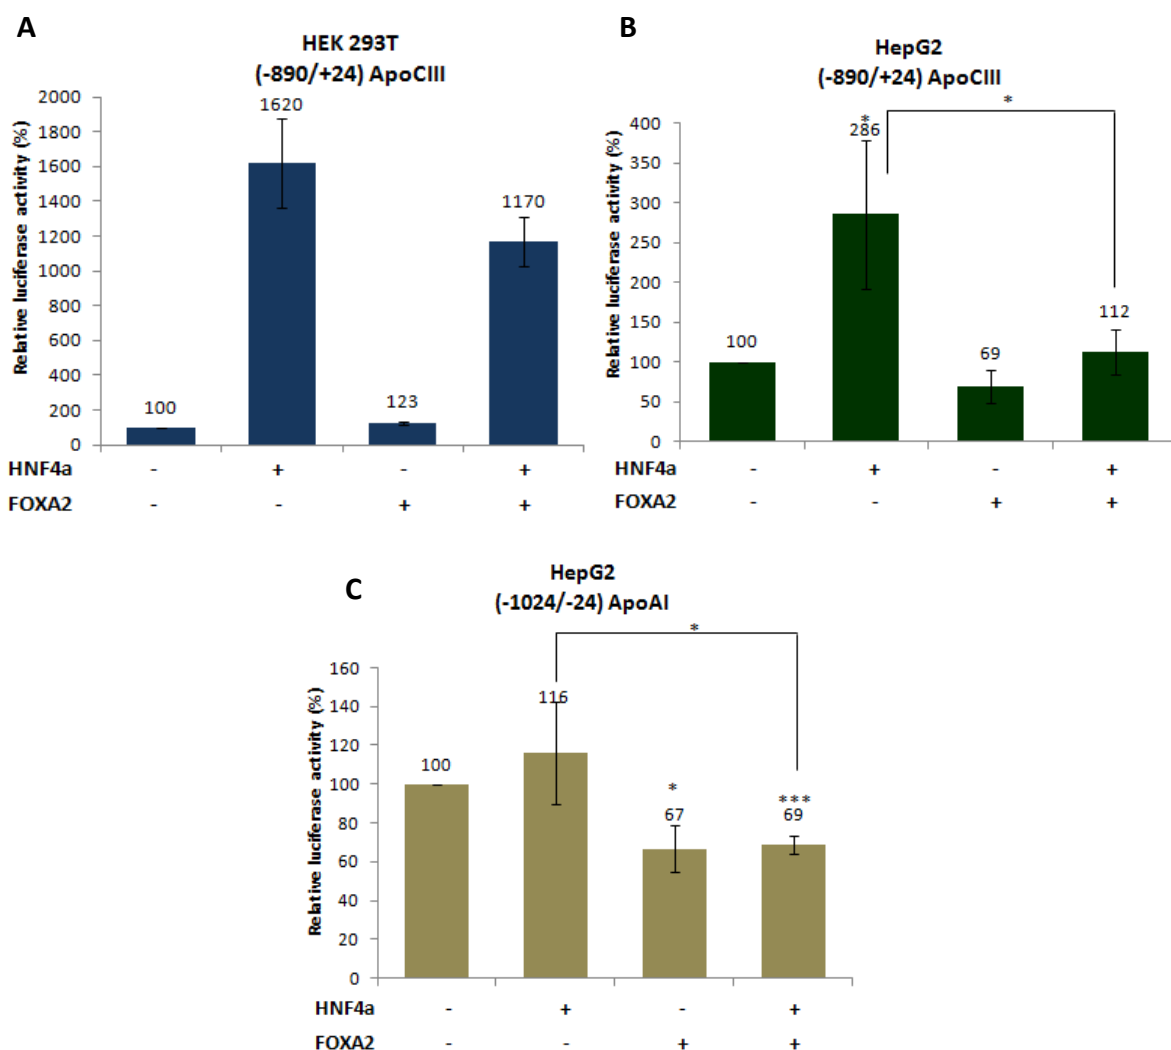 A
HEK 293T
(-890/+24) ApoCIII
Relative luciferase activity (%)
2000
1800
1600
1400
1200
1000
800
600
400
200
0
100
1620
123
1170
HNF4a - + - +
FOXA2 - - + +
B
HepG2
(-890/+24) ApoCIII
Relative luciferase activity (%)
400
350
300
250
200
150
100
50
0
*
*
100
286
69
112
- + - +
- - + +
C
HepG2
(-1024/-24) ApoAI
Relative luciferase activity (%)
160
140
120
100
80
60
40
20
0
*
100
116
*
67
***
69
HNF4a - + - +
FOXA2 - - + +